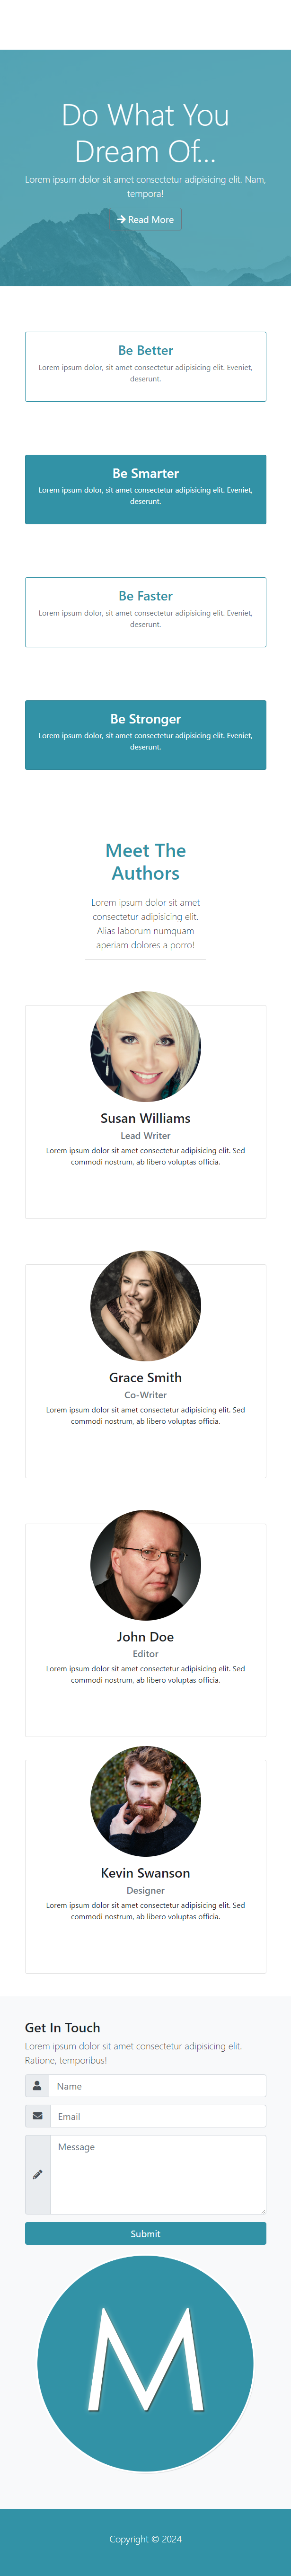 Do What You
Dream Of...
Lorem ipsum dolor sit amet consectetur adipisicing elit. Nam,
tempora!
Read More
Be Better
Lorem ipsum dolor, sit amet consectetur adipisicing elit. Eveniet,
deserunt.
Be Smarter
Lorem ipsum dolor, sit amet consectetur adipisicing elit. Eveniet,
deserunt.
Be Faster
Lorem ipsum dolor, sit amet consectetur adipisicing elit. Eveniet,
deserunt.
Be Stronger
Lorem ipsum dolor, sit amet consectetur adipisicing elit. Eveniet,
deserunt.
Meet The
Authors
Lorem ipsum dolor sit amet
consectetur adipisicing elit.
Alias laborum numquam
aperiam dolores a porro!
Susan Williams
Lead Writer
Lorem ipsum dolor sit amet consectetur adipisicing elit. Sed
commodi nostrum, ab libero voluptas officia.
Grace Smith
Co-Writer
Lorem ipsum dolor sit amet consectetur adipisicing elit. Sed
commodi nostrum, ab libero voluptas officia.
John Doe
Editor
Lorem ipsum dolor sit amet consectetur adipisicing elit. Sed
commodi nostrum, ab libero voluptas officia.
Kevin Swanson
Designer
Lorem ipsum dolor sit amet consectetur adipisicing elit. Sed
commodi nostrum, ab libero voluptas officia.
Get In Touch
Lorem ipsum dolor sit amet consectetur adipisicing elit.
Ratione, temporibus!
Name
Email
Message
Submit
M
Copyright © 2024